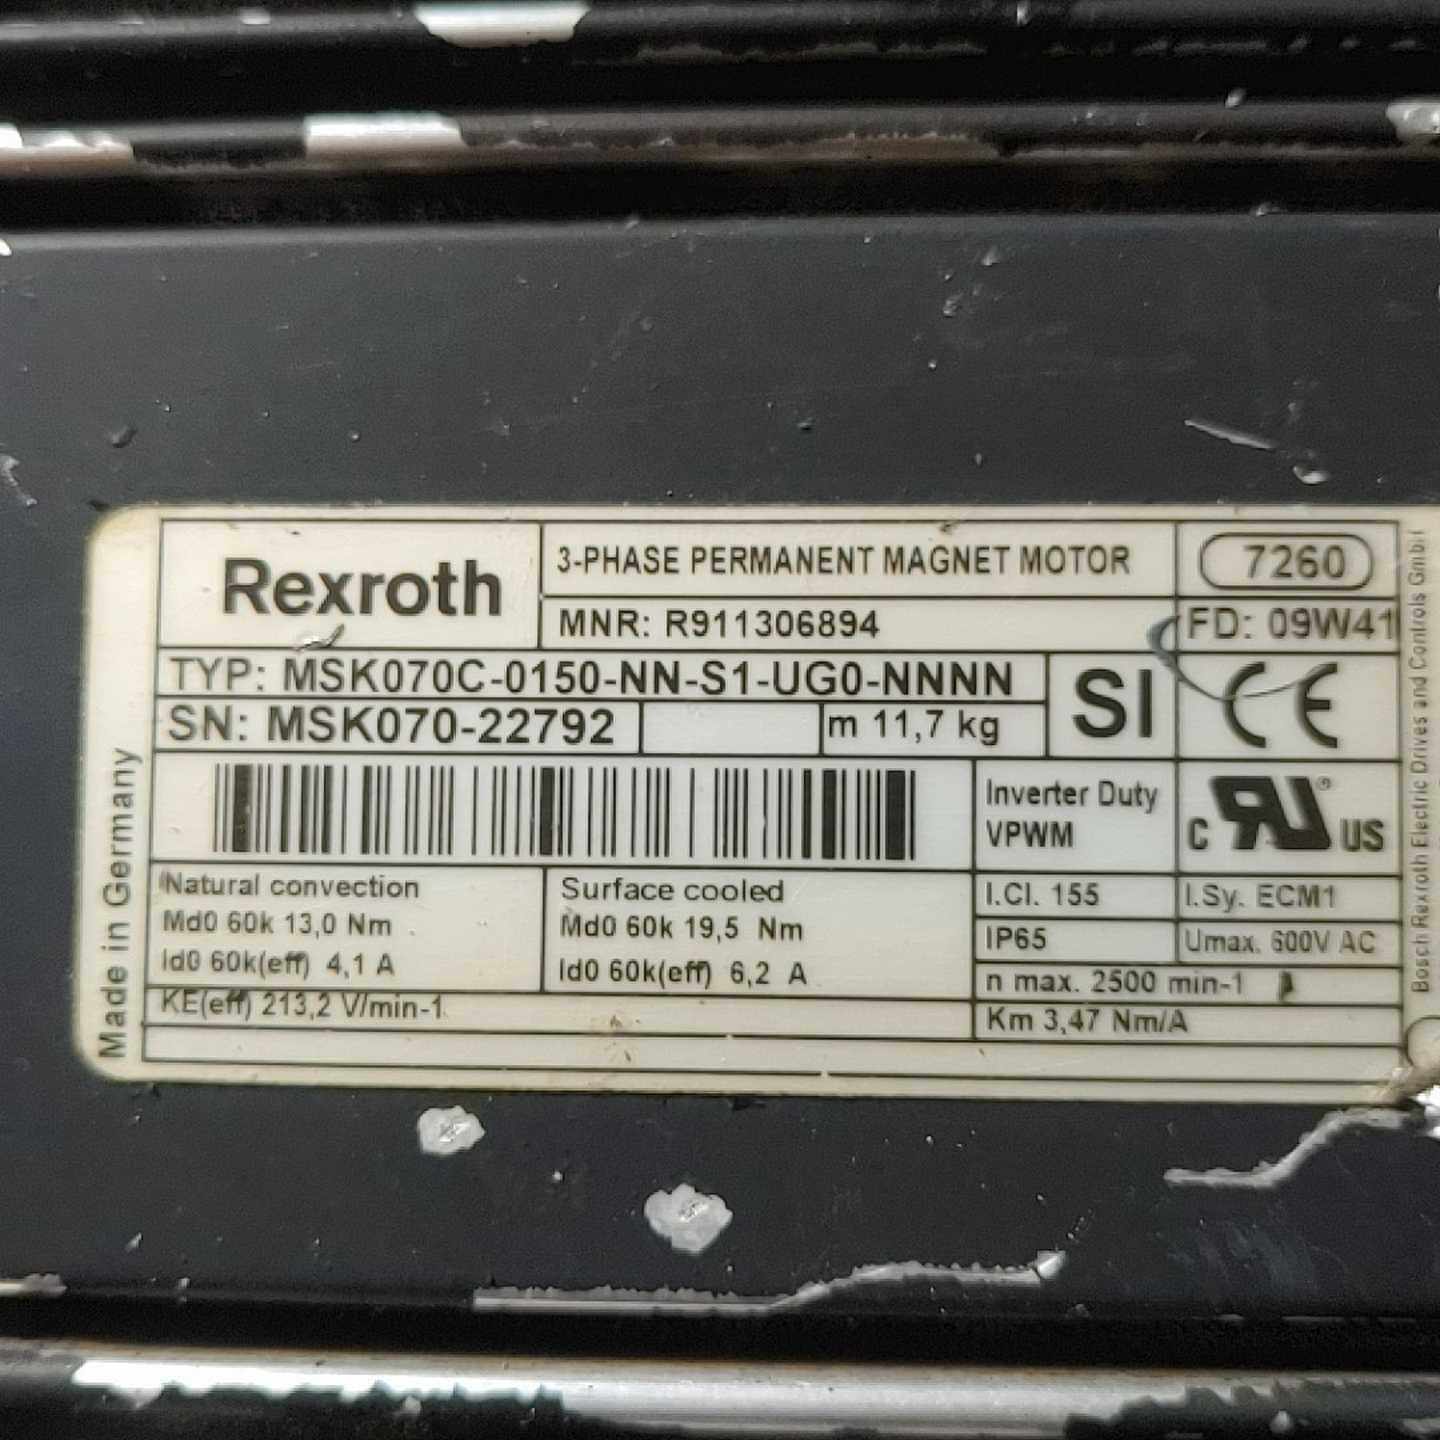 Rexroth
3-PHASE PERMANENT MAGNET MOTOR
7260
MNR: R911306894
FD: 09W41
TYP: MSK070C-0150-NN-S1-UG0-NNNN
SI
CE
SN: MSK070-22792
m 11,7 kg
Inverter Duty
VPWM
C RU ® US
Natural convection
Md0 60k 13,0 Nm
Id0 60k(eff) 4,1 A
Surface cooled
Md0 60k 19,5 Nm
Id0 60k(eff) 6,2 A
I.Cl. 155
I.Sy. ECM1
IP65
Umax. 600V AC
n max. 2500 min-1
KE(eff) 213,2 V/min-1
Km 3,47 Nm/A
Made in Germany
Bosch Rexroth Electric Drives and Controls GmbH